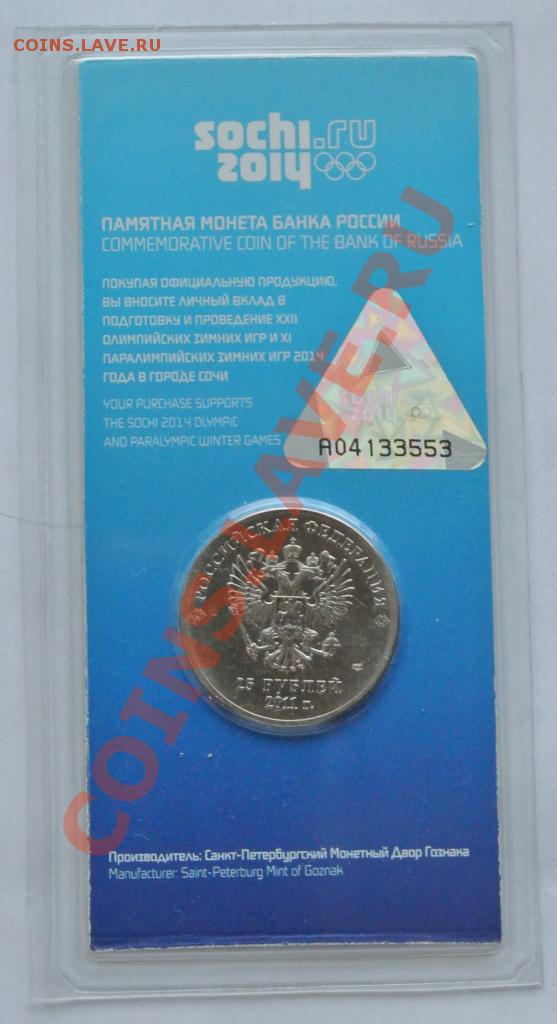 COINS.LAVE.RU
sochi.ru
2014
ПАМЯТНАЯ МОНЕТА БАНКА РОССИИ
COMMEMORATIVE COIN OF THE BANK OF RUSSIA
ПОКУПАЯ ОФИЦИАЛЬНУЮ ПРОДУКЦИЮ,
ВЫ ВНОСИТЕ ЛИЧНЫЙ ВКЛАД В
ПОДГОТОВКУ И ПРОВЕДЕНИЕ XXII
ОЛИМПИЙСКИХ ЗИМНИХ ИГР И XI
ПАРАЛИМПИЙСКИХ ЗИМНИХ ИГР 2014
ГОДА В ГОРОДЕ СОЧИ
YOUR PURCHASE SUPPORTS
THE SOCHI 2014 OLYMPIC
AND PARALYMPIC WINTER GAMES
sochi.ru
2014
A04133553
РОССИЙСКАЯ ФЕДЕРАЦИЯ
25 РУБЛЕЙ
2011 г.
COINS.LAVE.RU
Производитель: Санкт-Петербургский Монетный Двор Гознака
Manufacturer: Saint-Peterburg Mint of Goznak